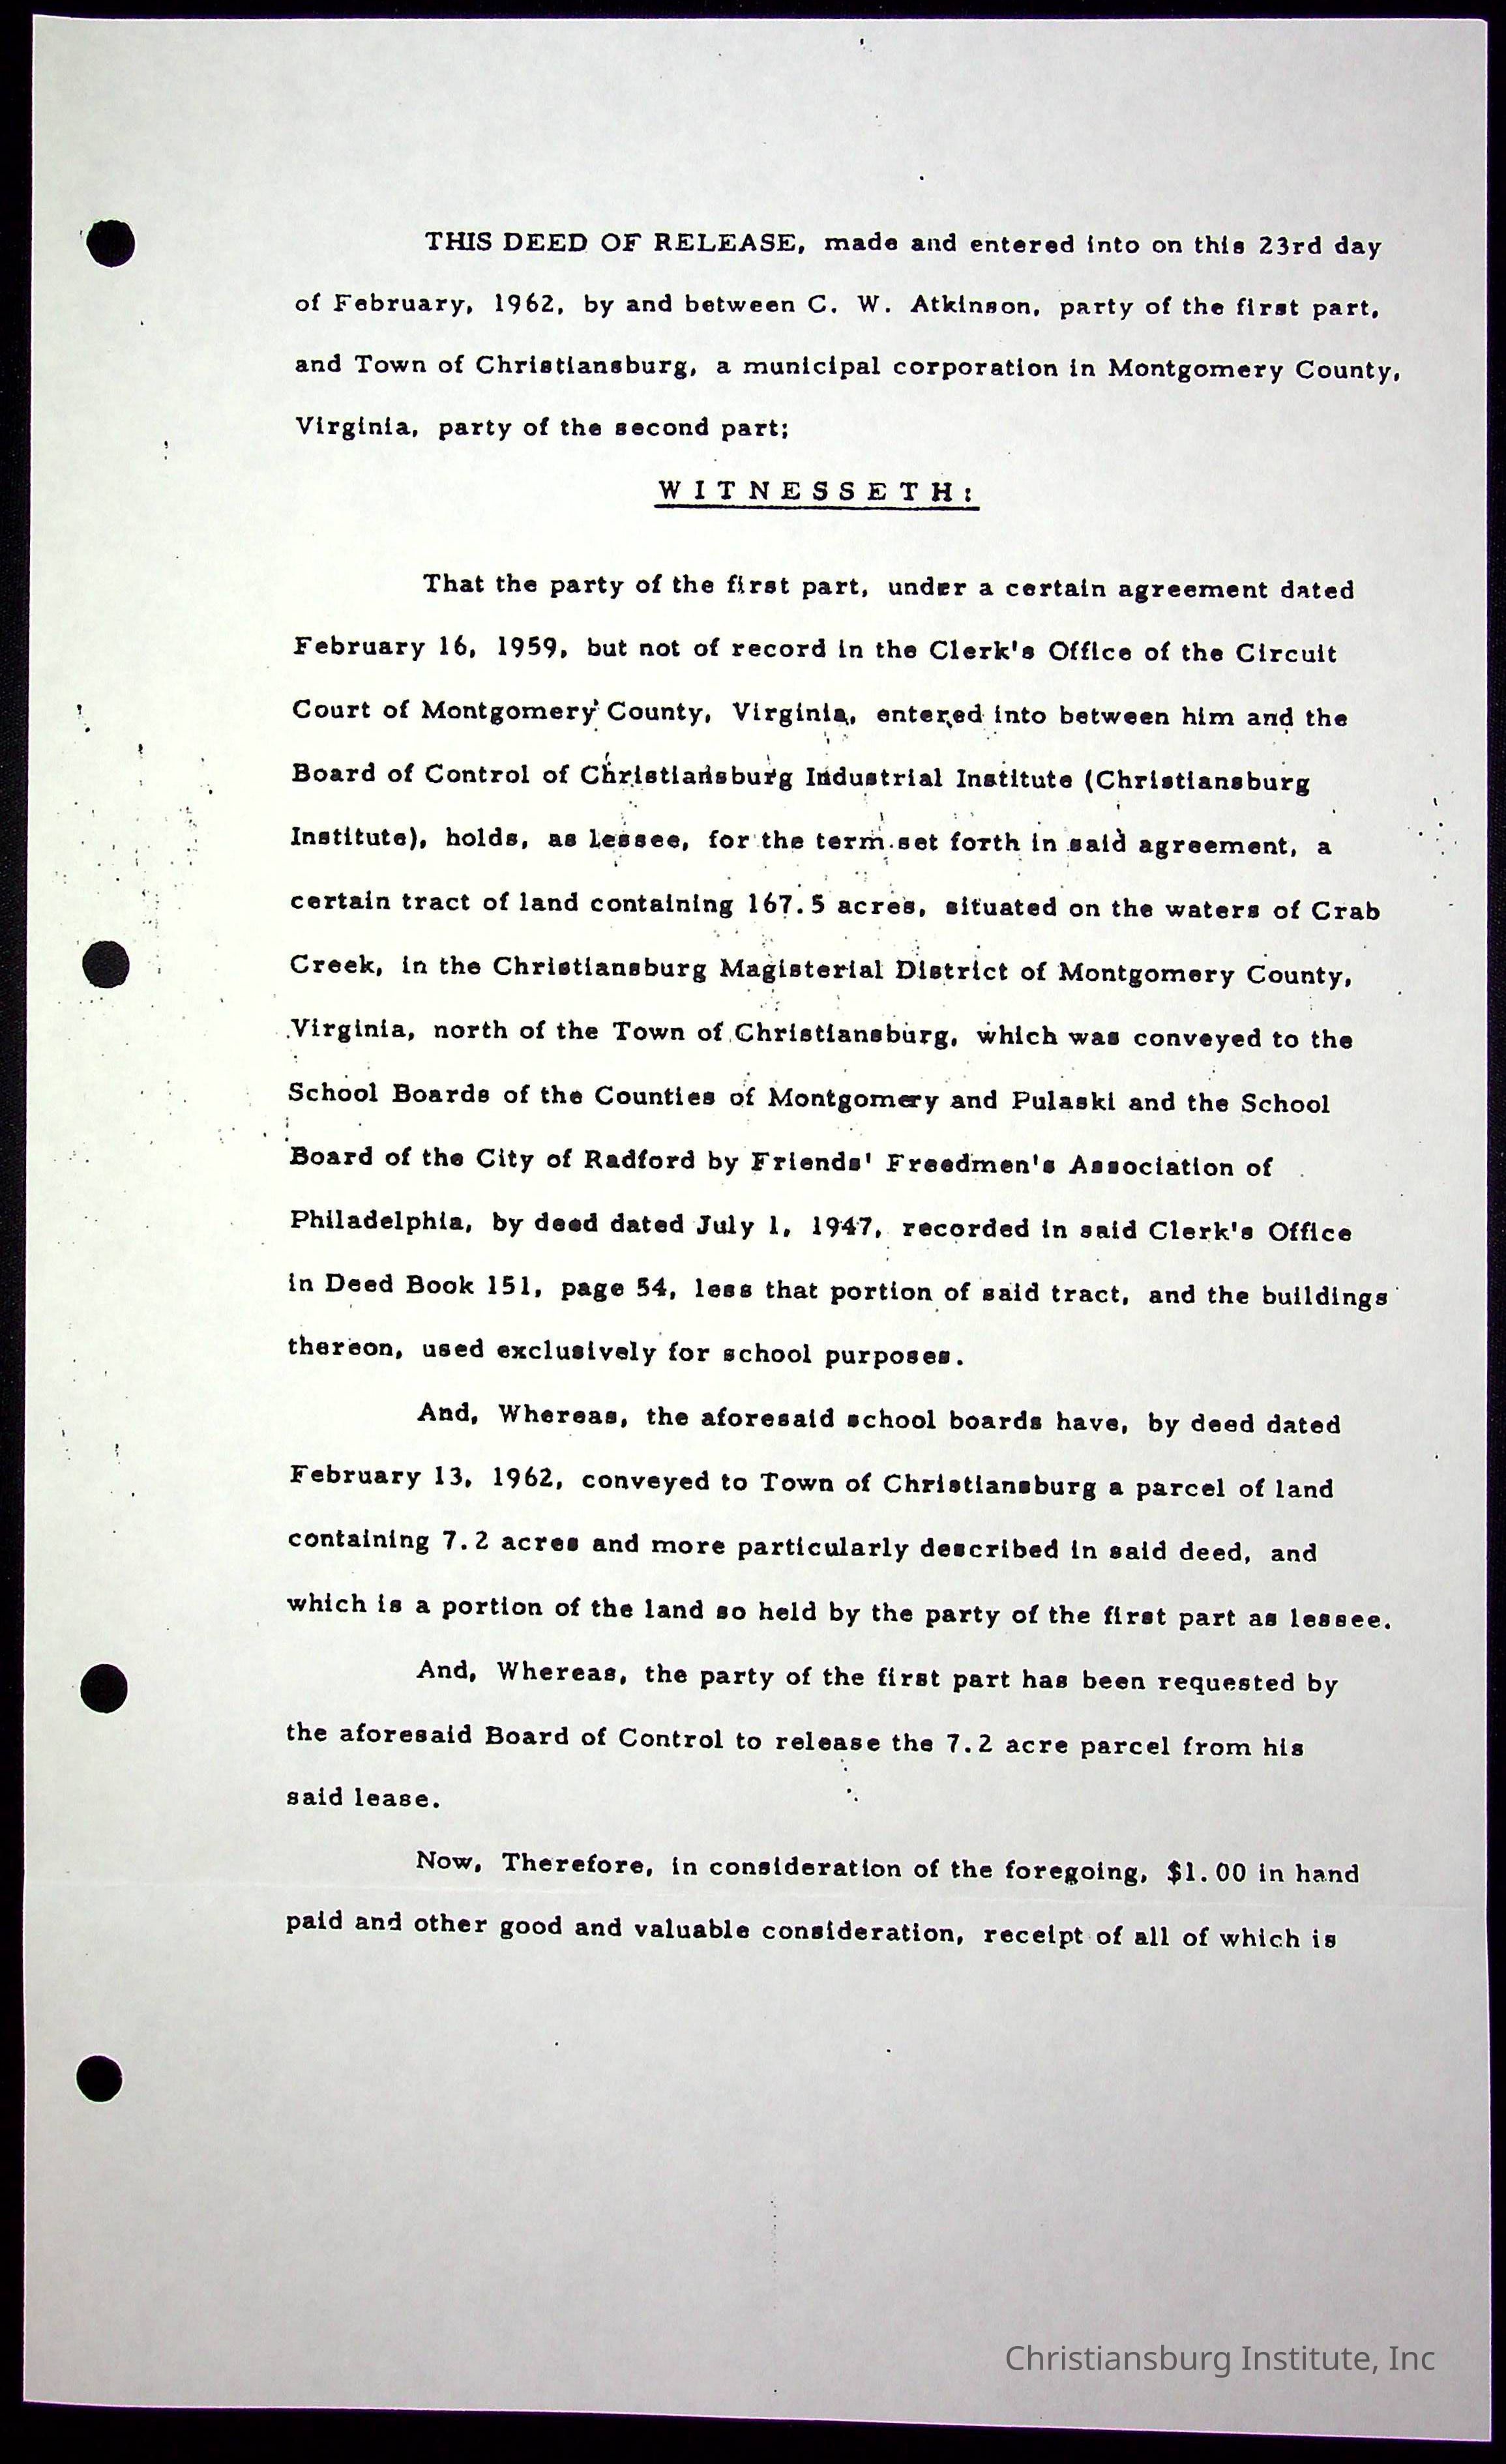 THIS DEED OF RELEASE, made and entered into on this 23rd day
of February, 1962, by and between C. W. Atkinson, party of the first part,
and Town of Christiansburg, a municipal corporation in Montgomery County,
Virginia, party of the second part;
WITNESSETH:
That the party of the first part, under a certain agreement dated
February 16, 1959, but not of record in the Clerk's Office of the Circuit
Court of Montgomery County, Virginia, entered into between him and the
Board of Control of Christiansburg Industrial Institute (Christiansburg
Institute), holds, as lessee, for the term set forth in said agreement, a
certain tract of land containing 167.5 acres, situated on the waters of Crab
Creek, in the Christiansburg Magisterial District of Montgomery County,
Virginia, north of the Town of Christiansburg, which was conveyed to the
School Boards of the Counties of Montgomery and Pulaski and the School
Board of the City of Radford by Friends' Freedmen's Association of
Philadelphia, by deed dated July 1, 1947, recorded in said Clerk's Office
in Deed Book 151, page 54, less that portion of said tract, and the buildings
thereon, used exclusively for school purposes.
And, Whereas, the aforesaid school boards have, by deed dated
February 13, 1962, conveyed to Town of Christiansburg a parcel of land
containing 7.2 acres and more particularly described in said deed, and
which is a portion of the land so held by the party of the first part as lessee.
And, Whereas, the party of the first part has been requested by
the aforesaid Board of Control to release the 7.2 acre parcel from his
said lease.
Now, Therefore, in consideration of the foregoing, $1.00 in hand
paid and other good and valuable consideration, receipt of all of which is
Christiansburg Institute, Inc